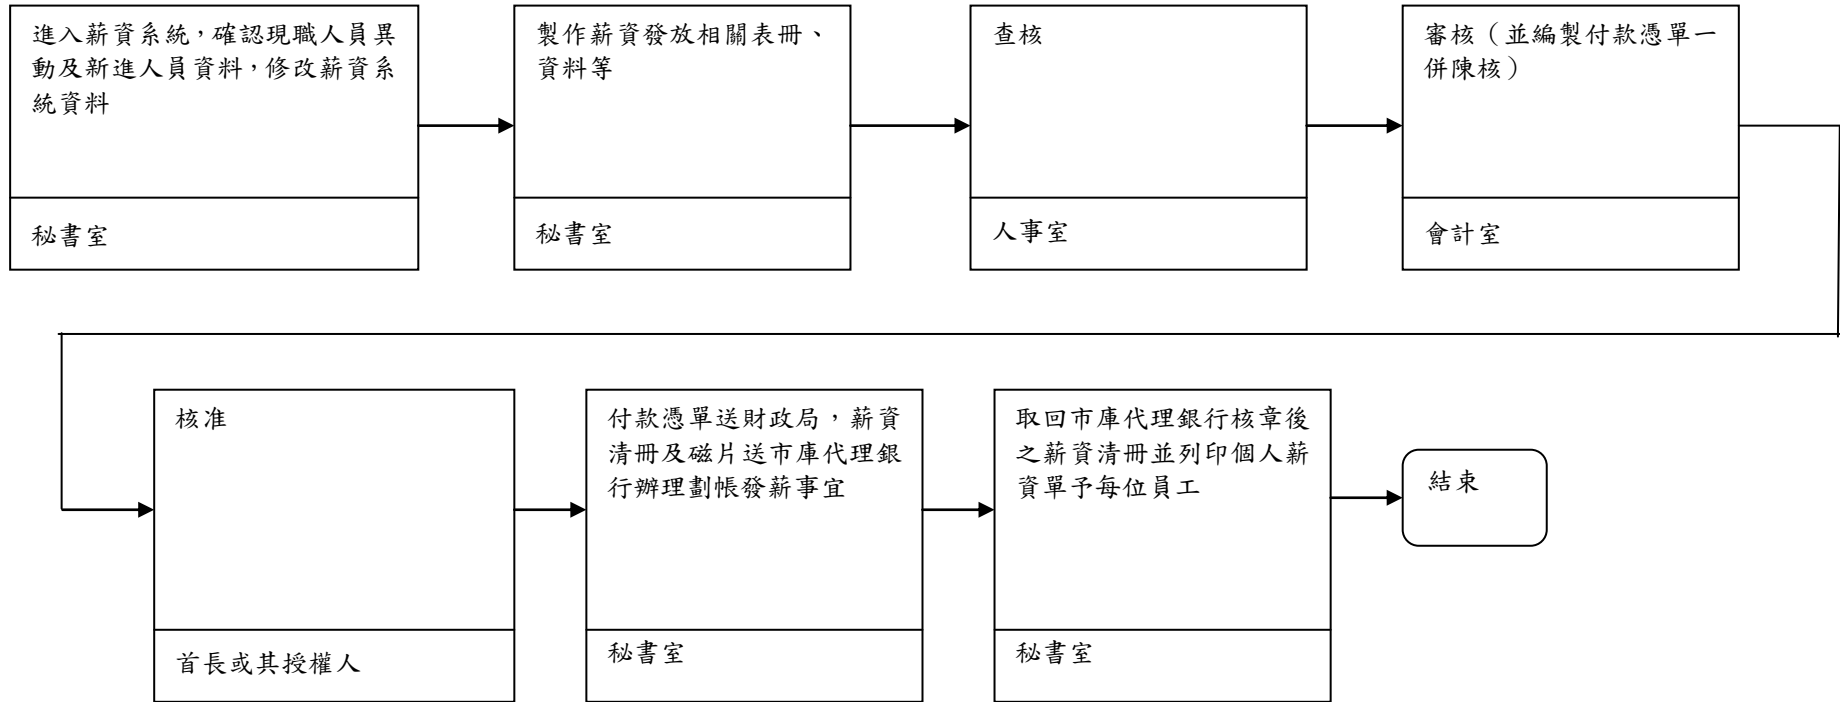 進入薪資系統，確認現職人員異
動及新進人員資料，修改薪資系
統資料
秘書室
製作薪資發放相關表冊、
資料等
秘書室
查核
人事室
審核（並編製付款憑單一
併陳核）
會計室
核准
首長或其授權人
付款憑單送財政局，薪資
清冊及磁片送市庫代理銀
行辦理劃帳發薪事宜
秘書室
取回市庫代理銀行核章後
之薪資清冊並列印個人薪
資單予每位員工
秘書室
結束